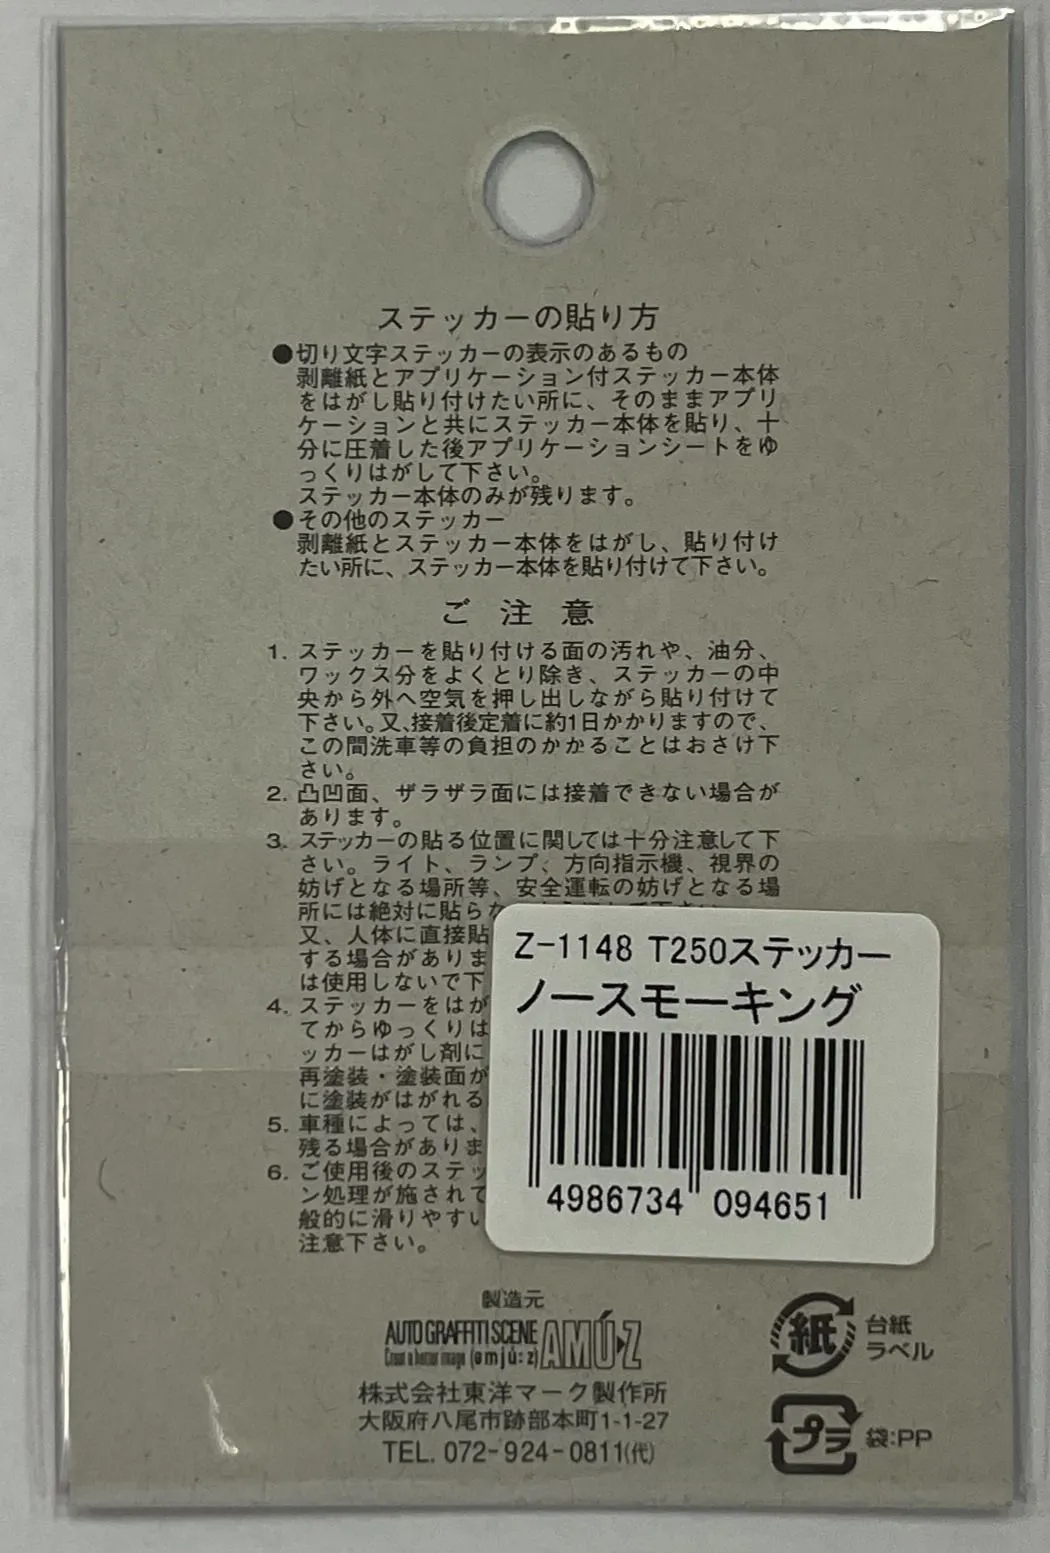 ステッカーの貼り方
●切り文字ステッカーの表示のあるもの
剥離紙とアプリケーション付ステッカー本体
をはがし貼り付けたい所に、そのままアプリ
ケーションと共にステッカー本体を貼り、十
分に圧着した後アプリケーションシートをゆ
っくりはがして下さい。
ステッカー本体のみが残ります。
●その他のステッカー
剥離紙とステッカー本体をはがし、貼り付け
たい所に、ステッカー本体を貼り付けて下さい。
ご注意
1. ステッカーを貼り付ける面の汚れや、油分、
ワックス分をよくとり除き、ステッカーの中
央から外へ空気を押し出しながら貼り付けて
下さい。又、接着後定着に約1日かかりますので、
この間洗車等の負担のかかることはおさけ下
さい。
2. 凸凹面、ザラザラ面には接着できない場合が
あります。
3. ステッカーの貼る位置に関しては十分注意して下
さい。ライト、ランプ、方向指示機、視界の
妨げとなる場所等、安全運転の妨げとなる場
所には絶対に貼らな
又、人体に直接貼
する場合がありま
は使用しないで下
4. ステッカーをはが
てからゆっくりは
ッカーはがし剤に
再塗装・塗装面が
に塗装がはがれる
5. 車種によっては、
残る場合がありま
6. ご使用後のステッ
ン処理が施されて
般的に滑りやすい
注意下さい。
Z-1148 T250ステッカー
ノースモーキング
4986734 094651
製造元
AUTO GRAFFITI SCENE AMÚ-Z
(əmjú:z)
株式会社東洋マーク製作所
大阪府八尾市跡部本町1-1-27
TEL. 072-924-0811(代)
紙 台紙
ラベル
プラ 袋:PP